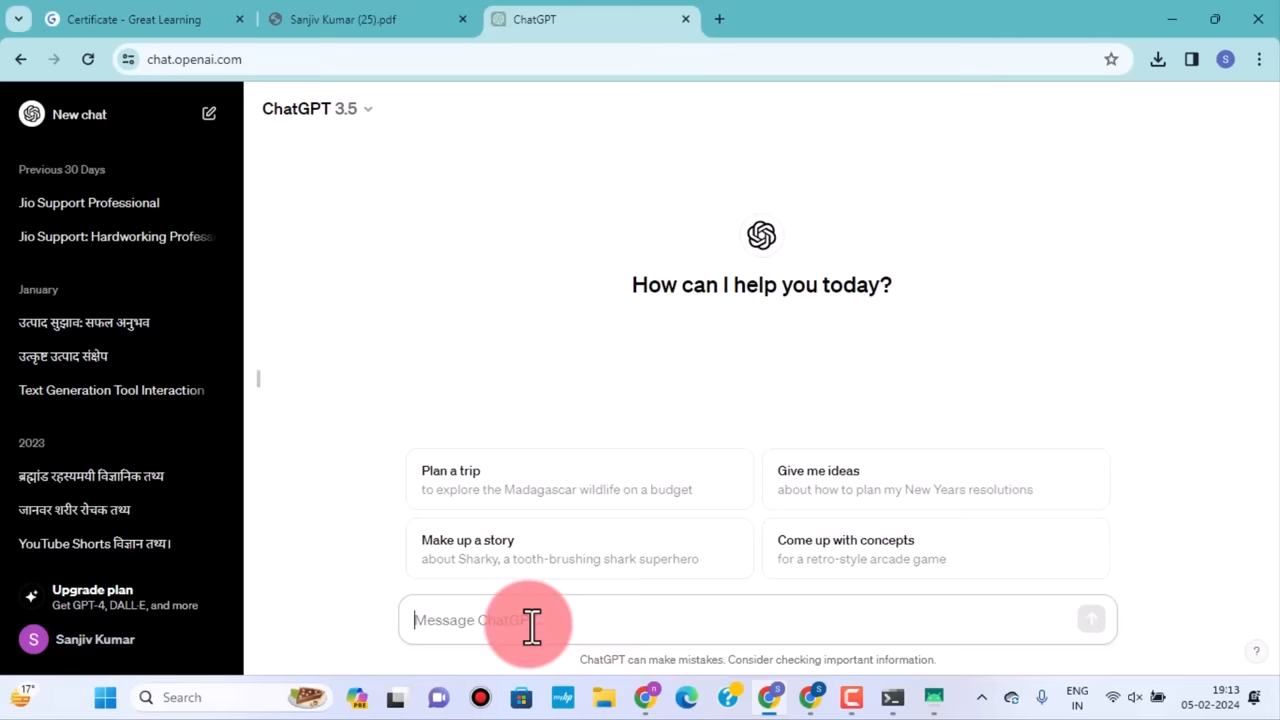 Certificate - Great Learning
Sanjiv Kumar (25).pdf
ChatGPT
chat.openai.com
S
New chat
ChatGPT 3.5
Previous 30 Days
Jio Support Professional
Jio Support: Hardworking Profess
January
उत्पाद सुझाव: सफल अनुभव
उत्कृष्ट उत्पाद संक्षेप
Text Generation Tool Interaction
2023
ब्रह्मांड रहस्यमयी विज्ञानिक तथ्य
जानवर शरीर रोचक तथ्य
YouTube Shorts विज्ञान तथ्य।
Upgrade plan
Get GPT-4, DALL·E, and more
S
Sanjiv Kumar
How can I help you today?
Plan a trip
to explore the Madagascar wildlife on a budget
Give me ideas
about how to plan my New Years resolutions
Make up a story
about Sharky, a tooth-brushing shark superhero
Come up with concepts
for a retro-style arcade game
Message ChatGP
ChatGPT can make mistakes. Consider checking important information.
?
17°
Search
ENG
IN
19:13
05-02-2024